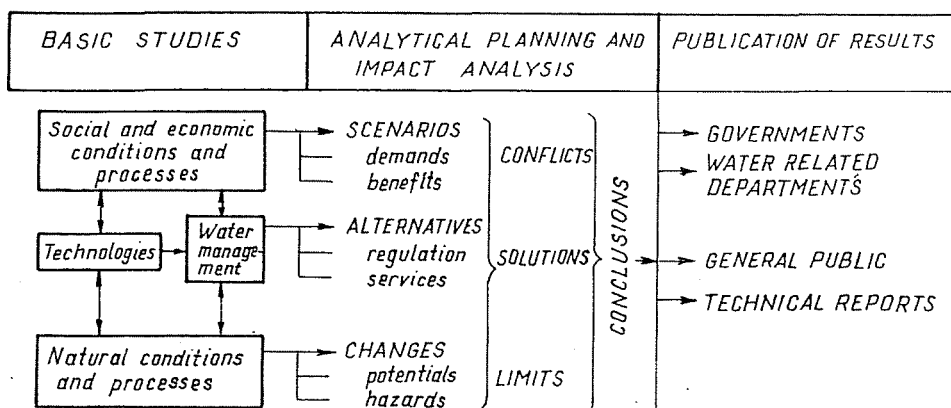 BASIC STUDIES
ANALYTICAL PLANNING AND
IMPACT ANALYSIS
PUBLICATION OF RESULTS
Social and economic
conditions and
processes
Technologies
Water
manage-
ment
Natural conditions
and processes
SCENARIOS
demands
benefits
ALTERNATIVES
regulation
services
CHANGES
potentials
hazards
CONFLICTS
SOLUTIONS
LIMITS
CONCLUSIONS
GOVERNMENTS
WATER RELATED
DEPARTMENTS
GENERAL PUBLIC
TECHNICAL REPORTS